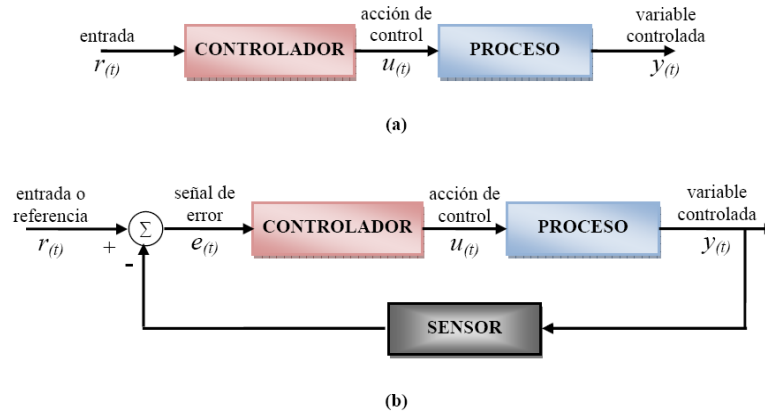 entrada
r(t)
CONTROLADOR
acción de
control
u(t)
PROCESO
variable
controlada
y(t)
(a)
entrada o
referencia
r(t)
+
-
Σ
señal de
error
e(t)
CONTROLADOR
acción de
control
u(t)
PROCESO
variable
controlada
y(t)
SENSOR
(b)